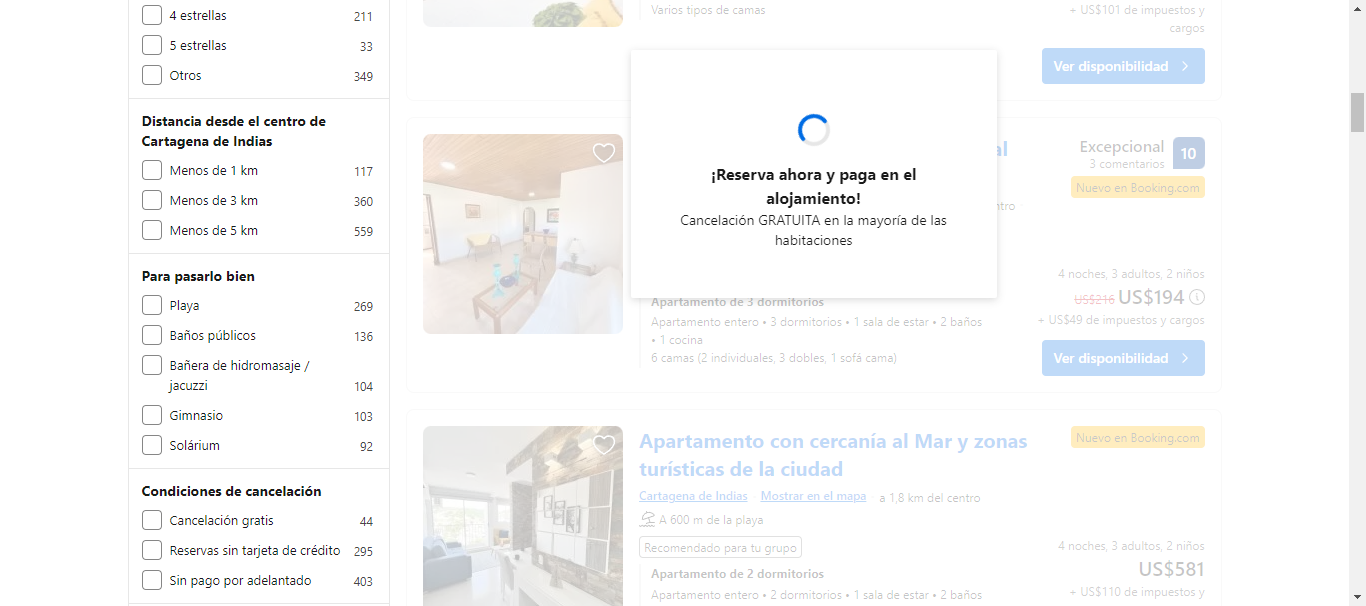 4 estrellas 211
5 estrellas 33
Otros 349
Distancia desde el centro de
Cartagena de Indias
Menos de 1 km 117
Menos de 3 km 360
Menos de 5 km 559
Para pasarlo bien
Playa 269
Baños públicos 136
Bañera de hidromasaje /
jacuzzi 104
Gimnasio 103
Solárium 92
Condiciones de cancelación
Cancelación gratis 44
Reservas sin tarjeta de crédito 295
Sin pago por adelantado 403
Varios tipos de camas
+ US$101 de impuestos y
cargos
Ver disponibilidad
¡Reserva ahora y paga en el
alojamiento!
Cancelación GRATUITA en la mayoría de las
habitaciones
Excepcional 10
3 comentarios
Nuevo en Booking.com
4 noches, 3 adultos, 2 niños
US$216 US$194
+ US$49 de impuestos y cargos
Ver disponibilidad
Apartamento de 3 dormitorios
Apartamento entero • 3 dormitorios • 1 sala de estar • 2 baños
• 1 cocina
6 camas (2 individuales, 3 dobles, 1 sofá cama)
Apartamento con cercanía al Mar y zonas
turísticas de la ciudad
Nuevo en Booking.com
Cartagena de Indias Mostrar en el mapa a 1,8 km del centro
A 600 m de la playa
Recomendado para tu grupo
Apartamento de 2 dormitorios
Apartamento entero • 2 dormitorios • 1 sala de estar • 2 baños
4 noches, 3 adultos, 2 niños
US$581
+ US$110 de impuestos y